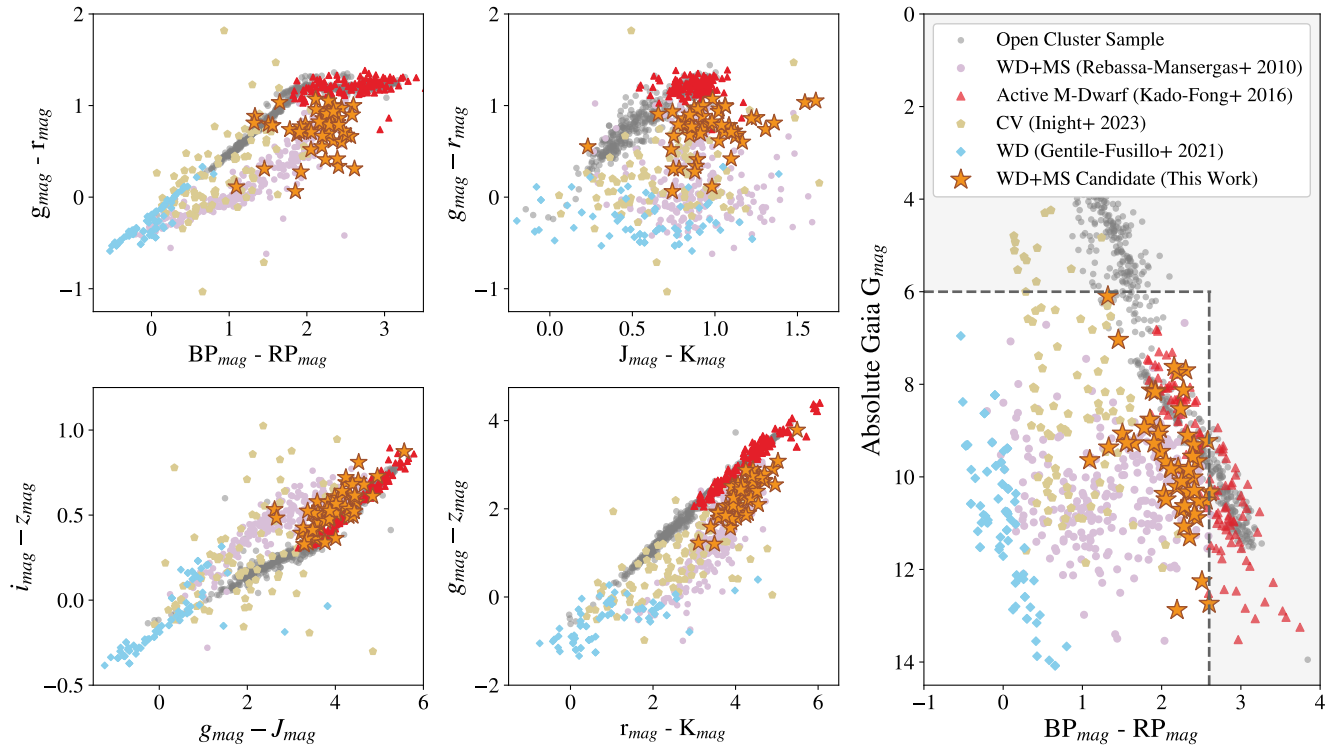 2
1
0
−1
g_mag - r_mag
0
1
2
3
BP_mag - RP_mag
2
1
0
−1
g_mag − r_mag
0.0
0.5
1.0
1.5
J_mag - K_mag
1.0
0.5
0.0
−0.5
i_mag − z_mag
0
2
4
6
g_mag − J_mag
4
2
0
−2
g_mag − z_mag
0
2
4
6
r_mag - K_mag
Open Cluster Sample
WD+MS (Rebassa-Mansergas+ 2010)
Active M-Dwarf (Kado-Fong+ 2016)
CV (Inight+ 2023)
WD (Gentile-Fusillo+ 2021)
WD+MS Candidate (This Work)
0
2
4
6
8
10
12
14
Absolute Gaia G_mag
−1
0
1
2
3
4
BP_mag - RP_mag